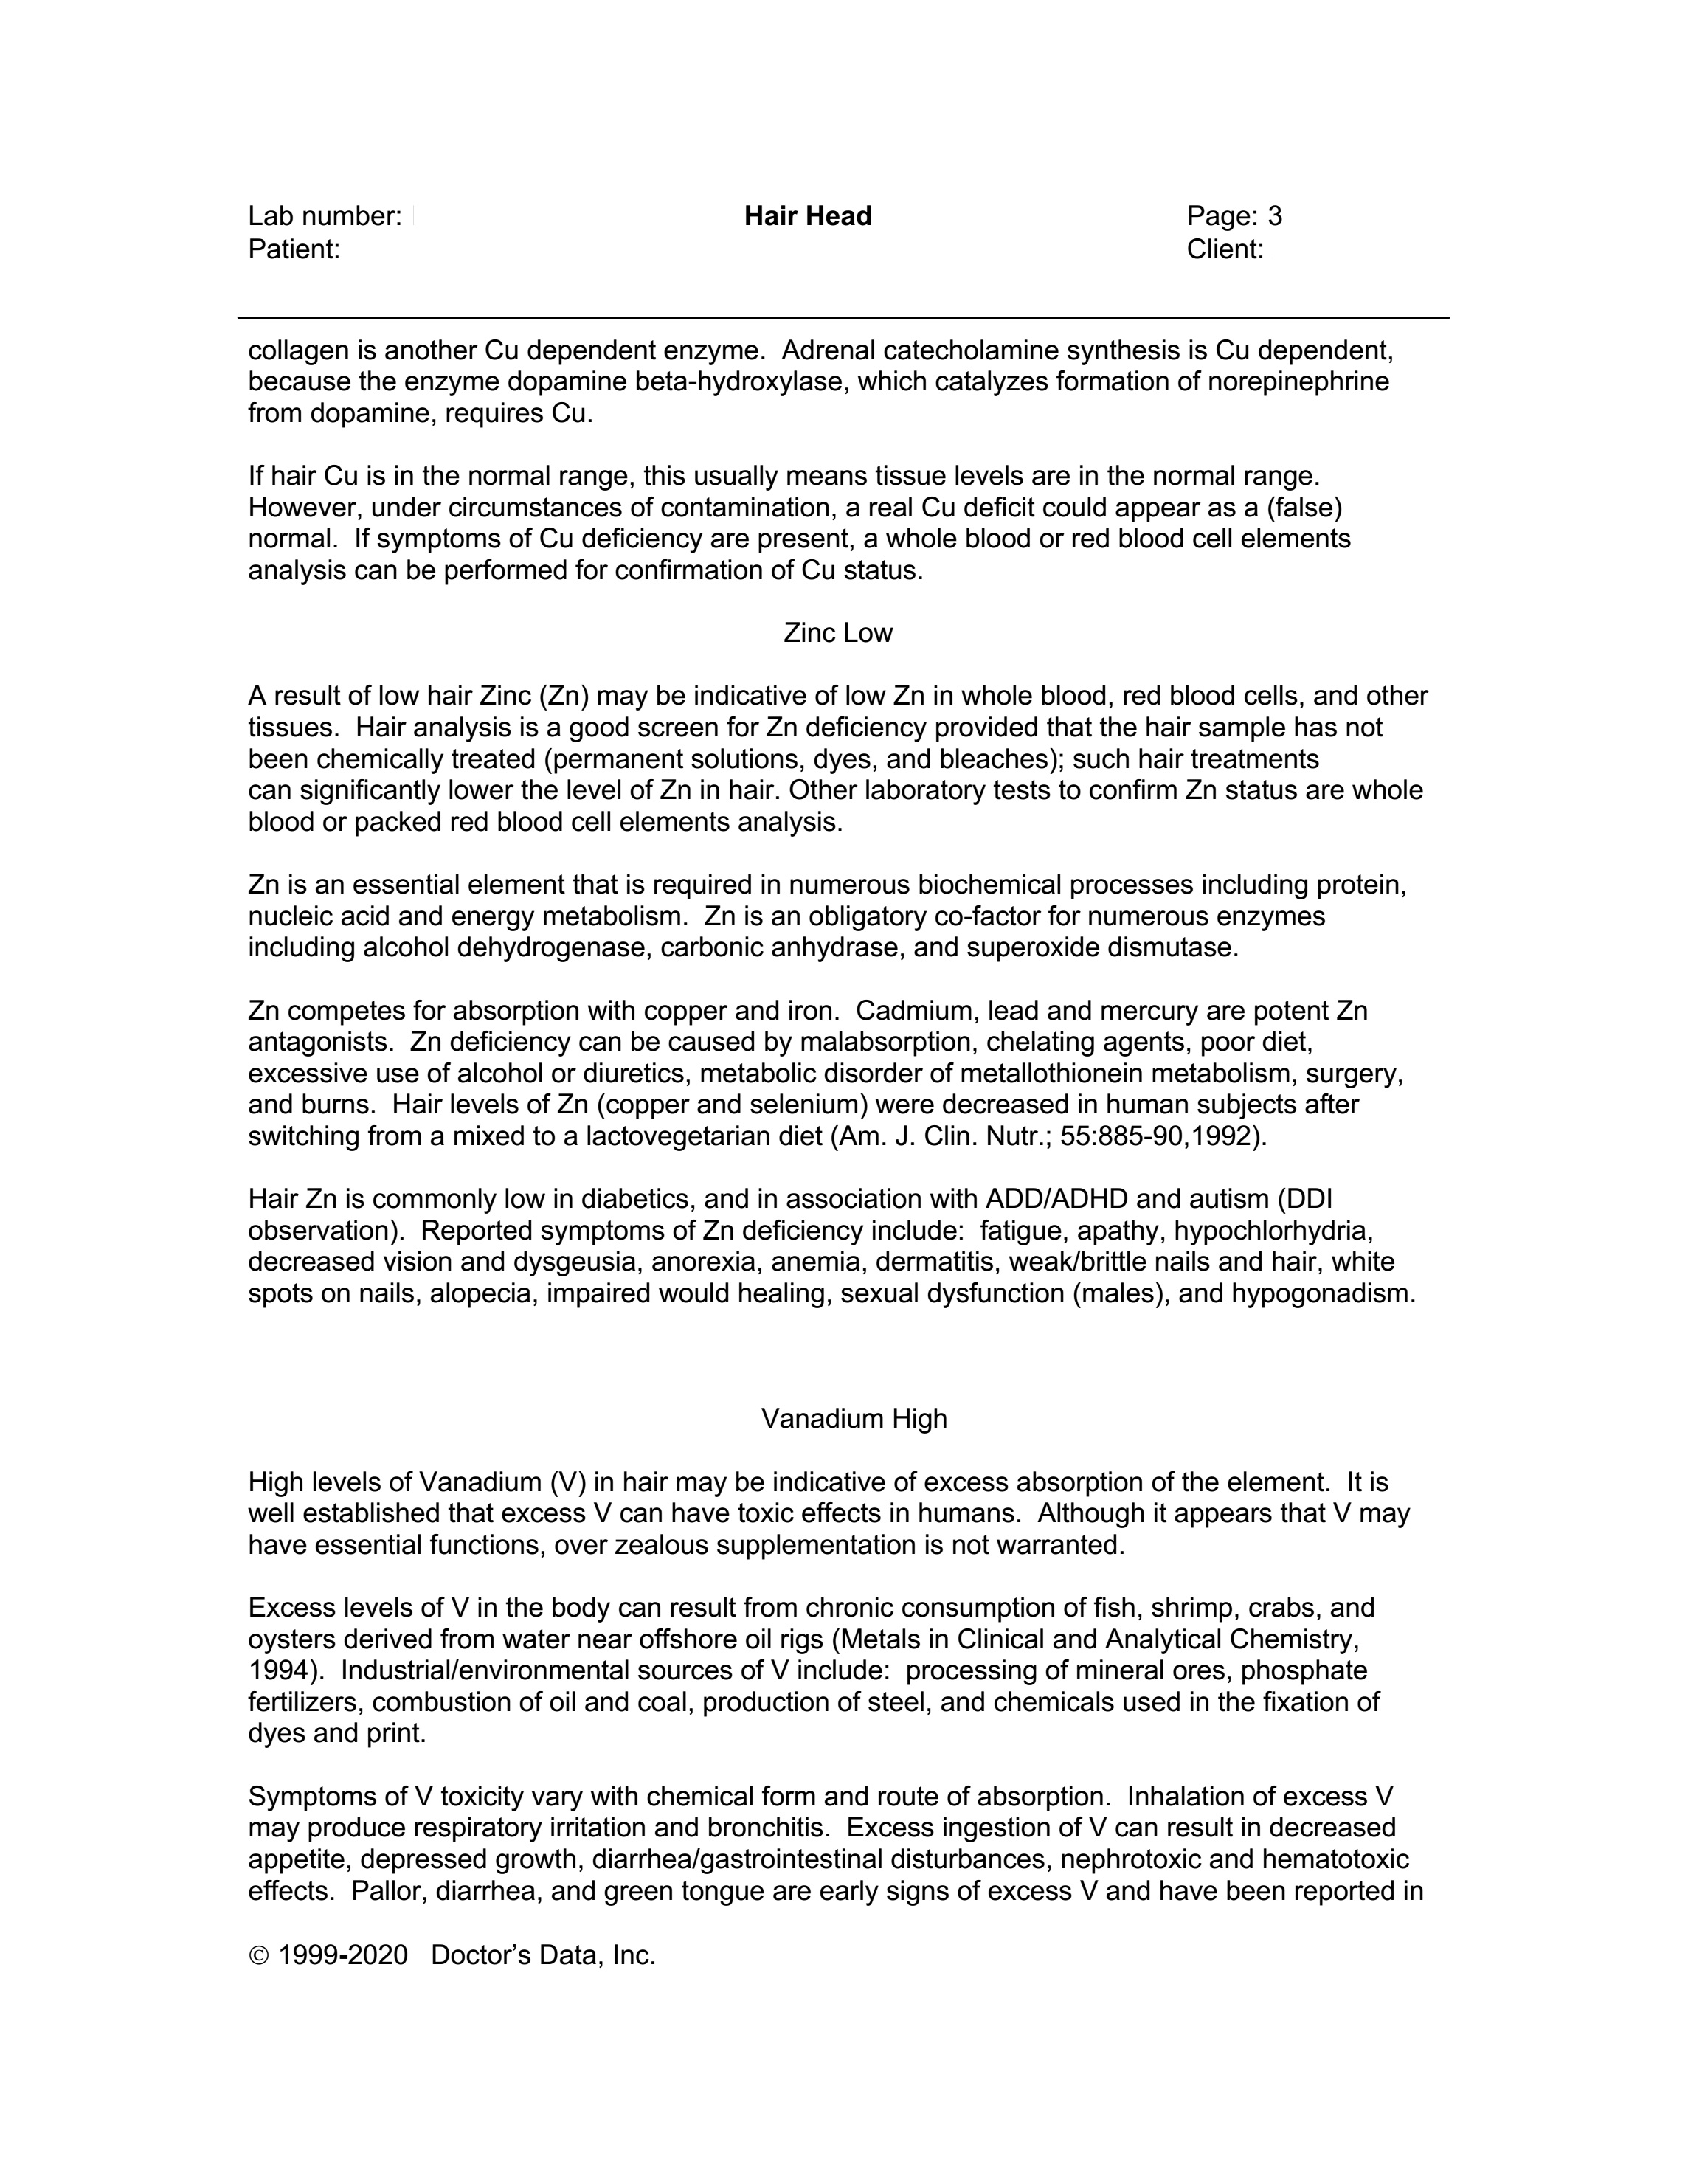 Lab number:
Hair Head
Page: 3
Patient:
Client:
collagen is another Cu dependent enzyme.  Adrenal catecholamine synthesis is Cu dependent,
because the enzyme dopamine beta-hydroxylase, which catalyzes formation of norepinephrine
from dopamine, requires Cu.
If hair Cu is in the normal range, this usually means tissue levels are in the normal range.
However, under circumstances of contamination, a real Cu deficit could appear as a (false)
normal.  If symptoms of Cu deficiency are present, a whole blood or red blood cell elements
analysis can be performed for confirmation of Cu status.
Zinc Low
A result of low hair Zinc (Zn) may be indicative of low Zn in whole blood, red blood cells, and other
tissues.  Hair analysis is a good screen for Zn deficiency provided that the hair sample has not
been chemically treated (permanent solutions, dyes, and bleaches); such hair treatments
can significantly lower the level of Zn in hair. Other laboratory tests to confirm Zn status are whole
blood or packed red blood cell elements analysis.
Zn is an essential element that is required in numerous biochemical processes including protein,
nucleic acid and energy metabolism.  Zn is an obligatory co-factor for numerous enzymes
including alcohol dehydrogenase, carbonic anhydrase, and superoxide dismutase.
Zn competes for absorption with copper and iron.  Cadmium, lead and mercury are potent Zn
antagonists.  Zn deficiency can be caused by malabsorption, chelating agents, poor diet,
excessive use of alcohol or diuretics, metabolic disorder of metallothionein metabolism, surgery,
and burns.  Hair levels of Zn (copper and selenium) were decreased in human subjects after
switching from a mixed to a lactovegetarian diet (Am. J. Clin. Nutr.; 55:885-90,1992).
Hair Zn is commonly low in diabetics, and in association with ADD/ADHD and autism (DDI
observation).  Reported symptoms of Zn deficiency include:  fatigue, apathy, hypochlorhydria,
decreased vision and dysgeusia, anorexia, anemia, dermatitis, weak/brittle nails and hair, white
spots on nails, alopecia, impaired would healing, sexual dysfunction (males), and hypogonadism.
Vanadium High
High levels of Vanadium (V) in hair may be indicative of excess absorption of the element.  It is
well established that excess V can have toxic effects in humans.  Although it appears that V may
have essential functions, over zealous supplementation is not warranted.
Excess levels of V in the body can result from chronic consumption of fish, shrimp, crabs, and
oysters derived from water near offshore oil rigs (Metals in Clinical and Analytical Chemistry,
1994).  Industrial/environmental sources of V include:  processing of mineral ores, phosphate
fertilizers, combustion of oil and coal, production of steel, and chemicals used in the fixation of
dyes and print.
Symptoms of V toxicity vary with chemical form and route of absorption.  Inhalation of excess V
may produce respiratory irritation and bronchitis.  Excess ingestion of V can result in decreased
appetite, depressed growth, diarrhea/gastrointestinal disturbances, nephrotoxic and hematotoxic
effects.  Pallor, diarrhea, and green tongue are early signs of excess V and have been reported in
© 1999-2020   Doctor’s Data, Inc.